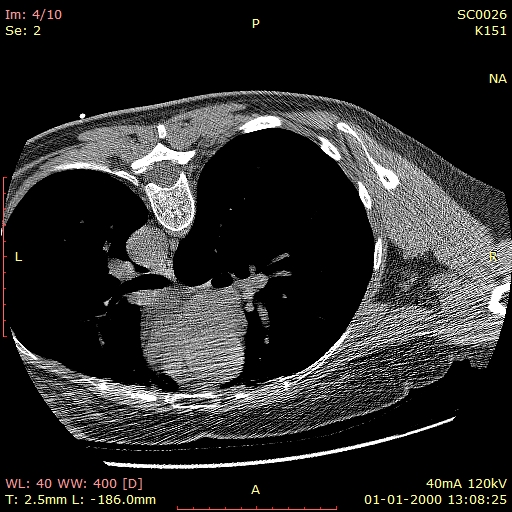 Im: 4/10
Se: 2
P
SC0026
K151
NA
L
R
WL: 40 WW: 400 [D]
T: 2.5mm L: -186.0mm
A
40mA 120kV
01-01-2000 13:08:25